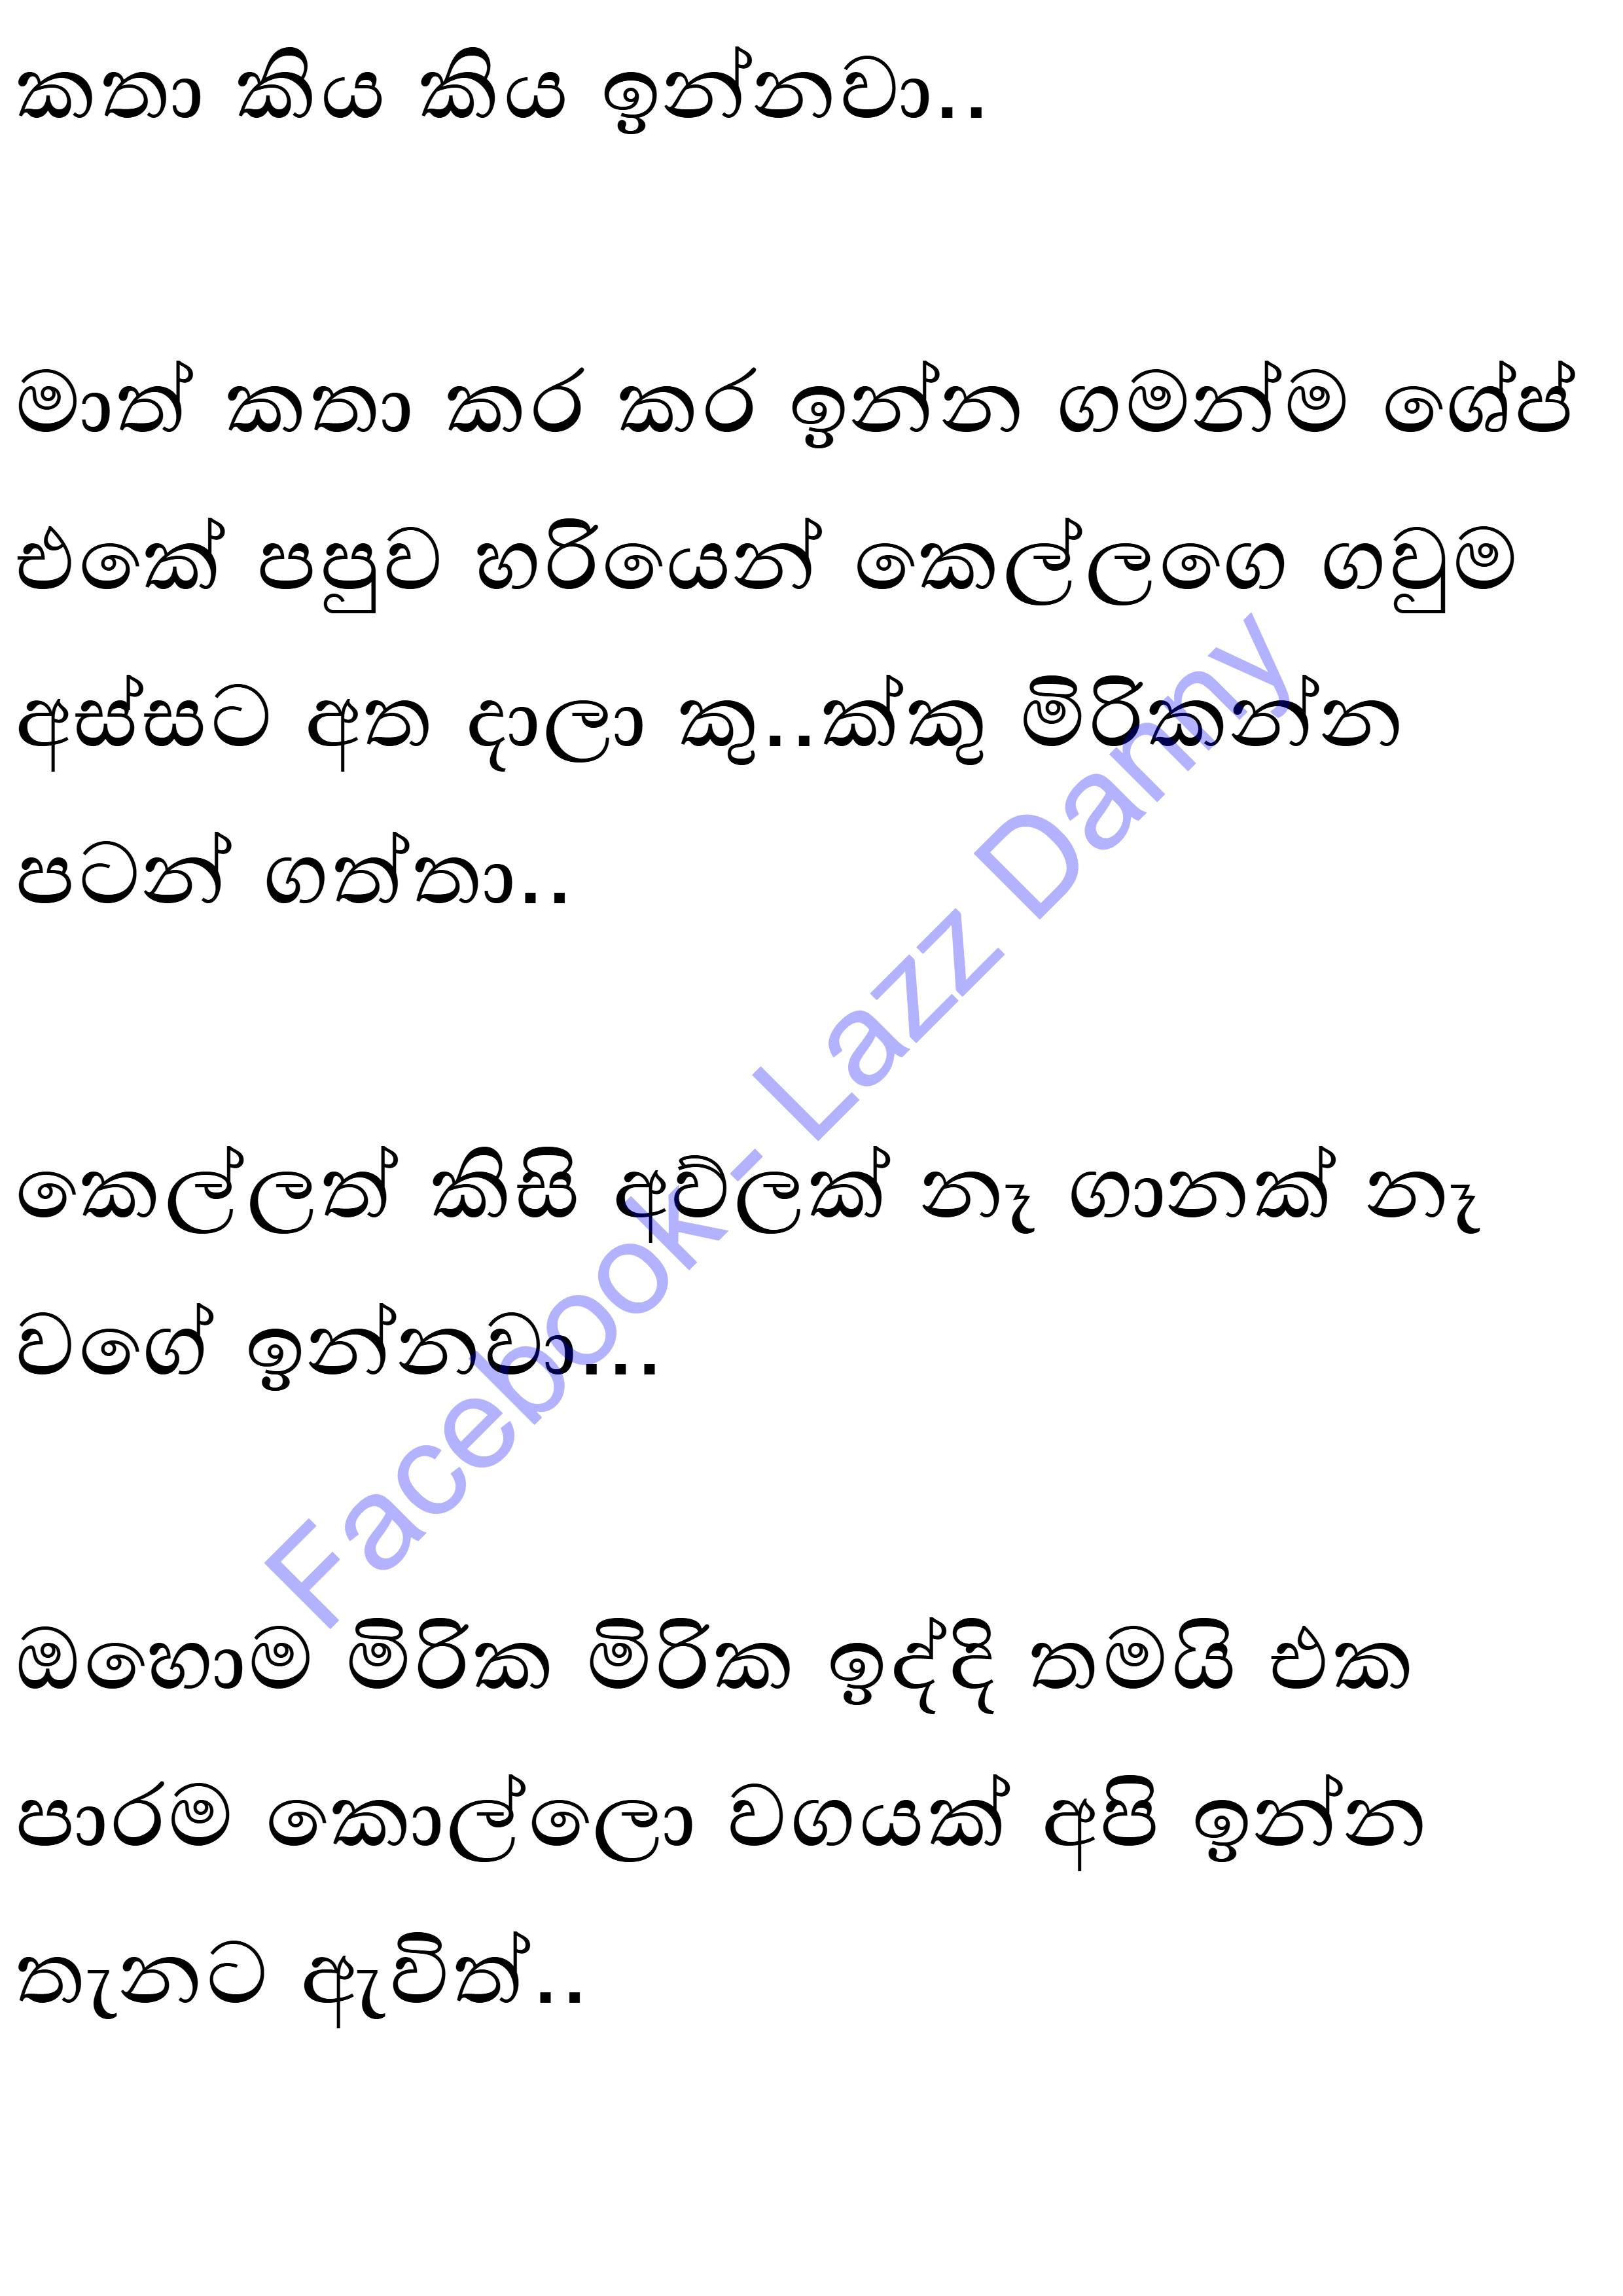 කතා කිය කිය ඉන්නවා..
මාත් කතා කර කර ඉන්න ගමන්ම ශේප්
එකේ පපුව හරියෙන් කෙල්ලගෙ ගවුම
අස්සට අත දාලා කු..ක්කු මිරිකන්න
පටන් ගත්තා..
කෙල්ලත් කිසි අව්ලක් නෑ ගානක් නෑ
වගේ ඉන්නවා...
ඔහොම මිරික මිරික ඉද්දි තමයි එක
පාරම කොල්ලො වගයක් අපි ඉන්න
තැනට ඇවිත්..
Facebook- Lazz Damy